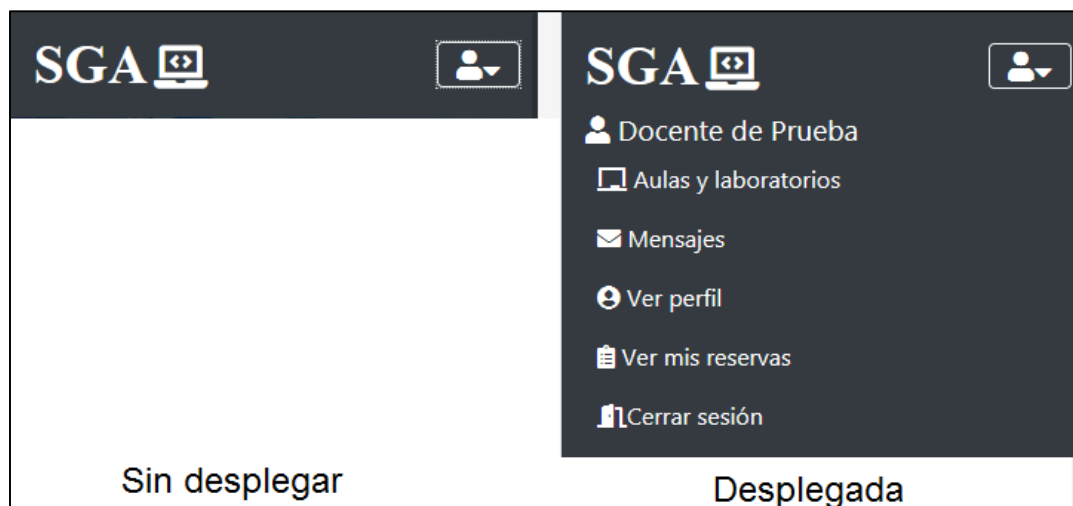 SGA
Sin desplegar
SGA
Docente de Prueba
Aulas y laboratorios
Mensajes
Ver perfil
Ver mis reservas
Cerrar sesión
Desplegada